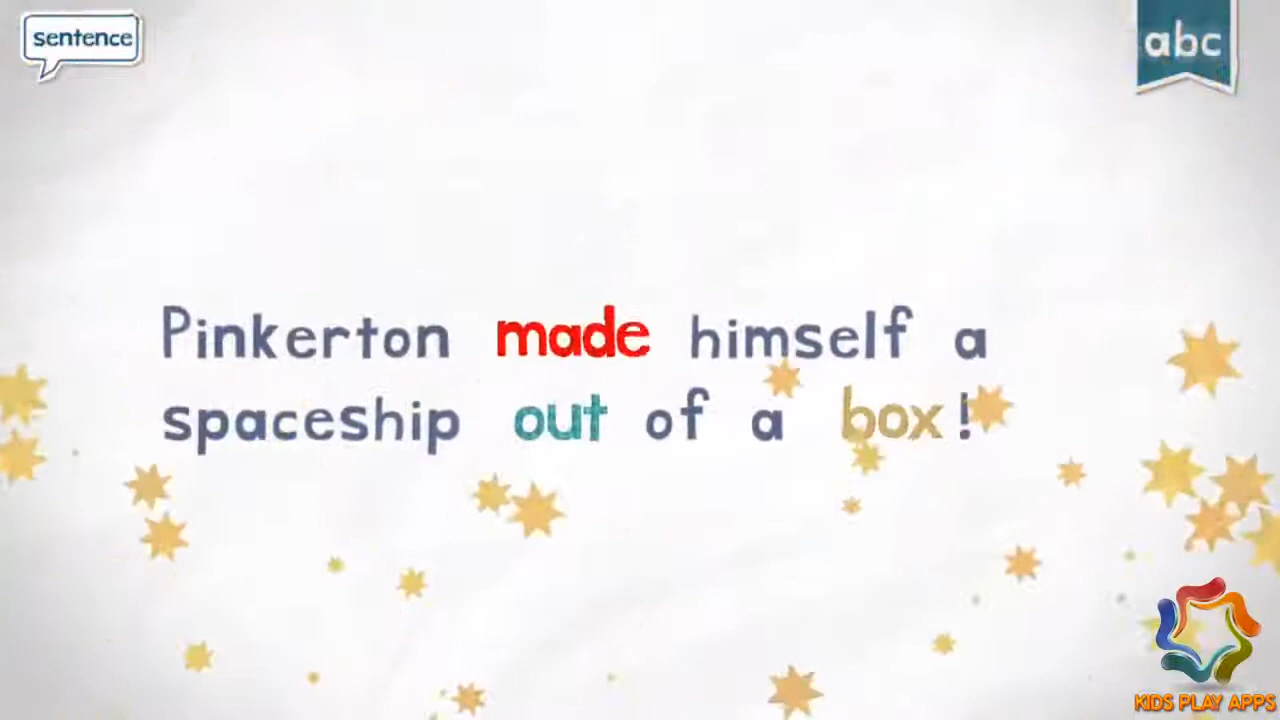 sentence
abc
Pinkerton made himself a
spaceship out of a box!
KIDS PLAY APPS